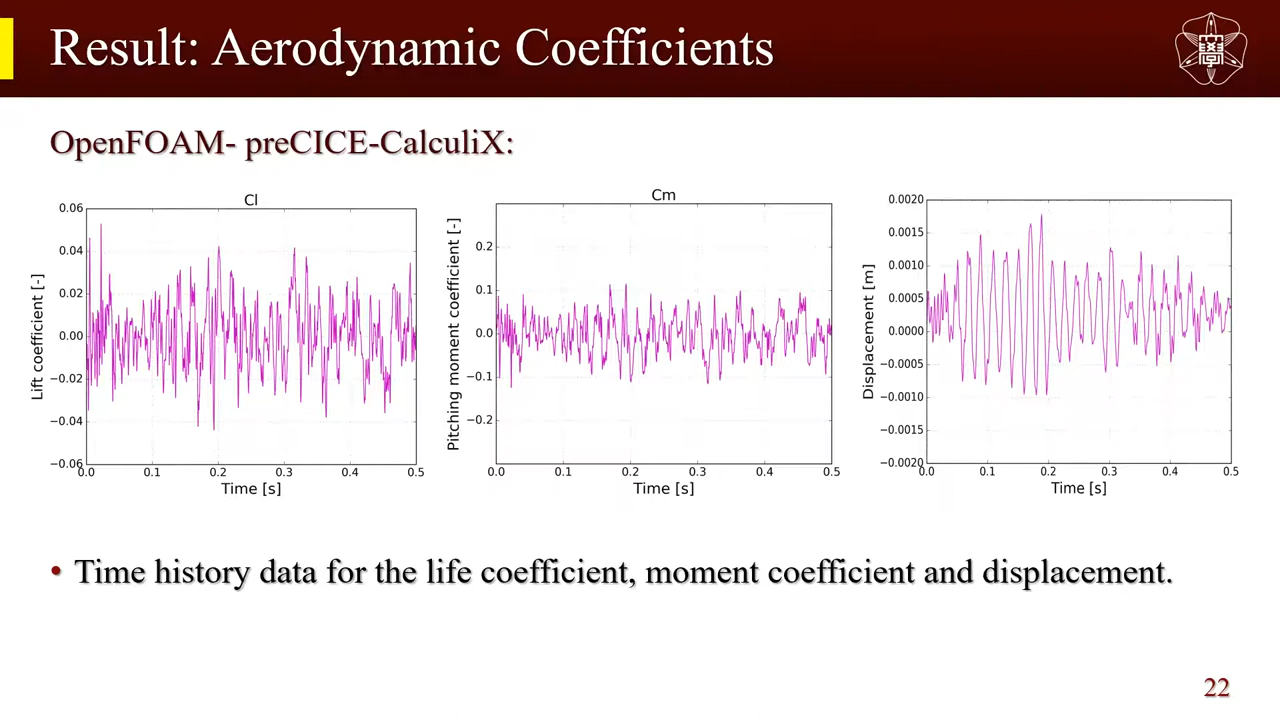 Result: Aerodynamic Coefficients
OpenFOAM- preCICE-CalculiX:
Cl
0.06
0.04
0.02
0.00
−0.02
−0.04
−0.06
Lift coefficient [-]
0.0 0.1 0.2 0.3 0.4 0.5
Time [s]
Cm
0.2
0.1
0.0
−0.1
−0.2
Pitching moment coefficient [-]
0.0 0.1 0.2 0.3 0.4 0.5
Time [s]
0.0020
0.0015
0.0010
0.0005
0.0000
−0.0005
−0.0010
−0.0015
−0.0020
Displacement [m]
0.0 0.1 0.2 0.3 0.4 0.5
Time [s]
• Time history data for the life coefficient, moment coefficient and displacement.
22